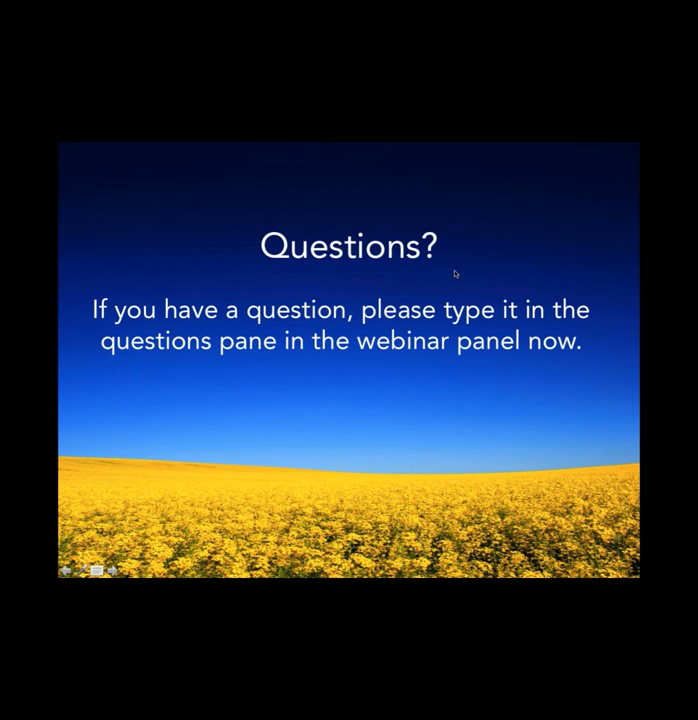 Questions?
If you have a question, please type it in the
questions pane in the webinar panel now.